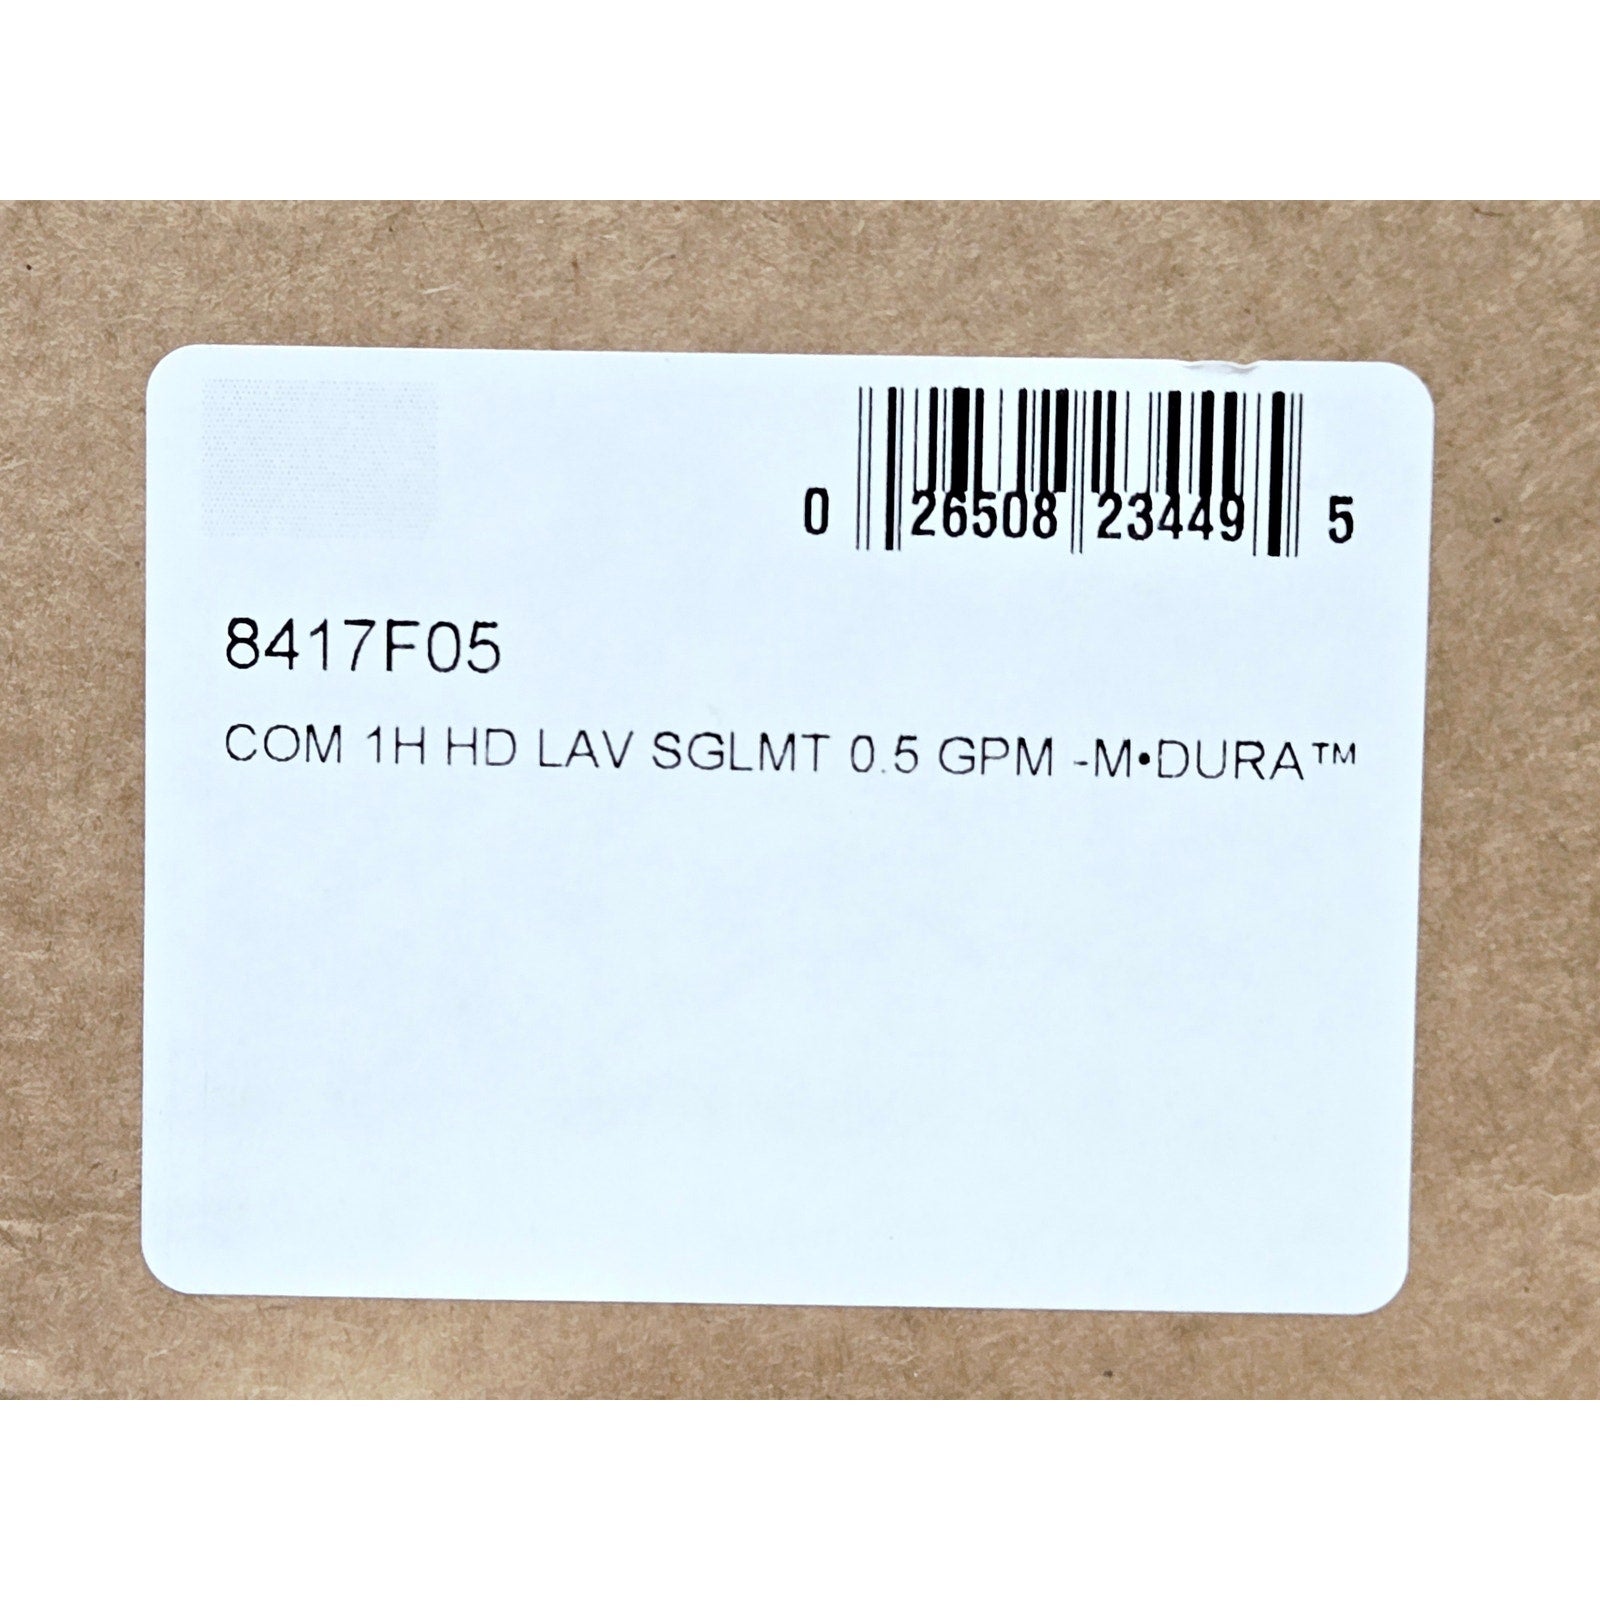 0 26508 23449 5
8417F05
COM 1H HD LAV SGLMT 0.5 GPM -M•DURA™